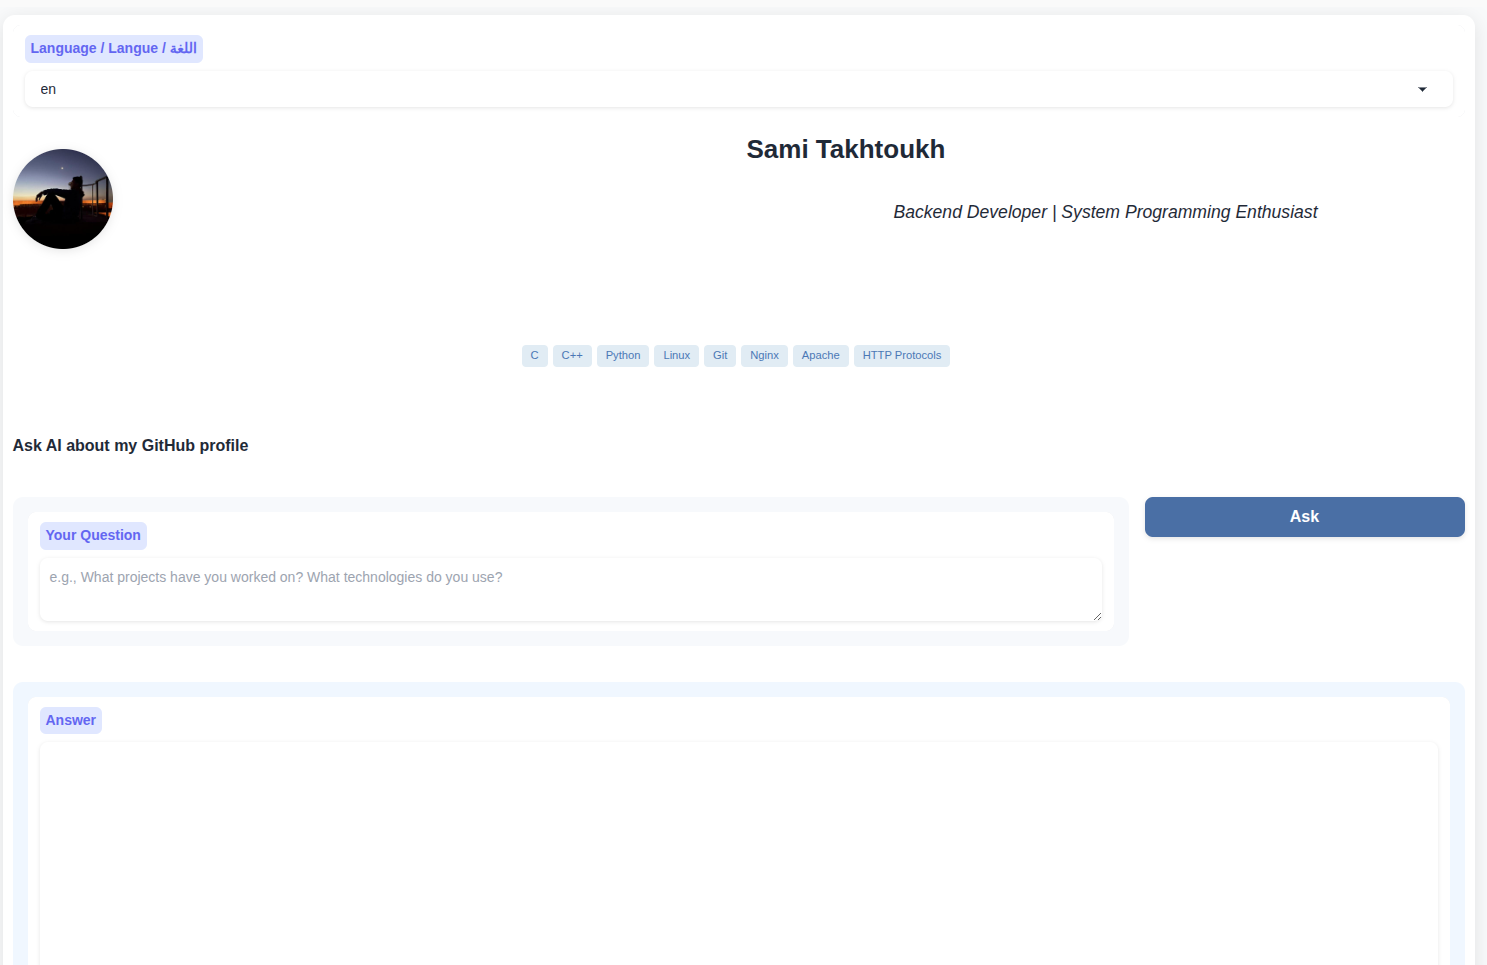 Language / Langue / اللغة
en
Sami Takhtoukh
Backend Developer | System Programming Enthusiast
C C++ Python Linux Git Nginx Apache HTTP Protocols
Ask AI about my GitHub profile
Your Question
Ask
e.g., What projects have you worked on? What technologies do you use?
Answer